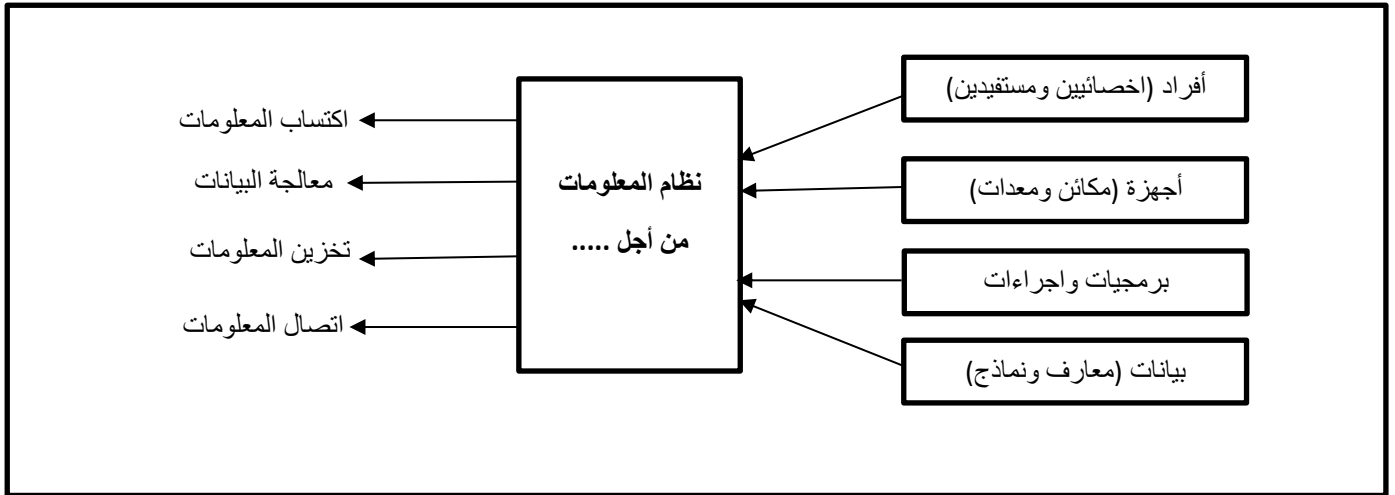 أفراد (اخصائيين ومستفيدين)
أجهزة (مكائن ومعدات)
برمجيات واجراءات
بيانات (معارف ونماذج)
نظام المعلومات
من أجل .....
اكتساب المعلومات
معالجة البيانات
تخزين المعلومات
اتصال المعلومات